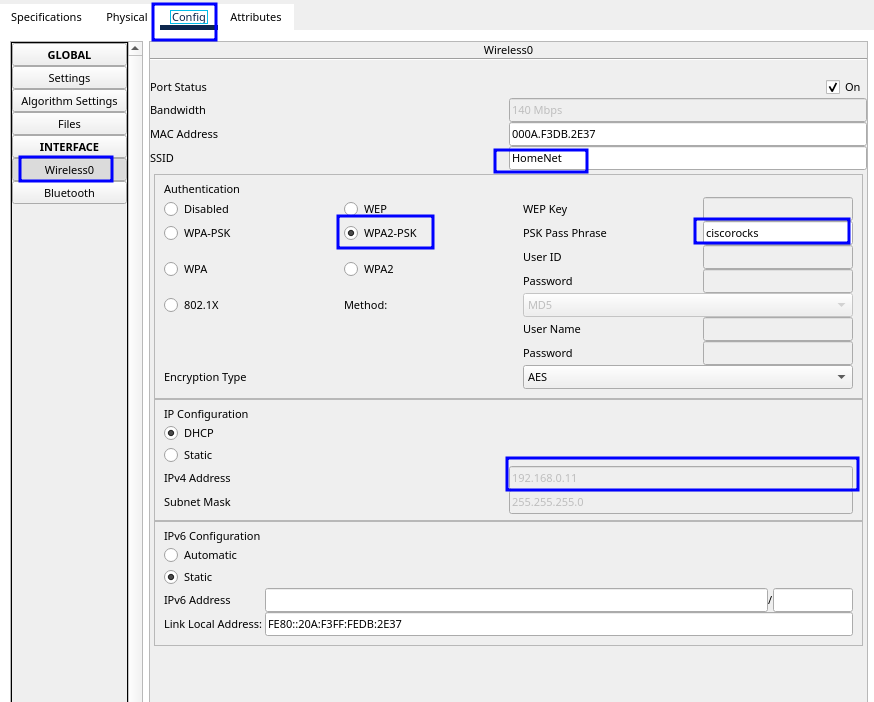 Specifications Physical Config Attributes
GLOBAL
Settings
Algorithm Settings
Files
INTERFACE
Wireless0
Bluetooth
Wireless0
Port Status On
Bandwidth 140 Mbps
MAC Address 000A.F3DB.2E37
SSID HomeNet
Authentication
Disabled WEP WEP Key
WPA-PSK WPA2-PSK PSK Pass Phrase ciscorocks
User ID
WPA WPA2
Password
802.1X Method: MD5
User Name
Password
Encryption Type AES
IP Configuration
DHCP
Static
IPv4 Address 192.168.0.11
Subnet Mask 255.255.255.0
IPv6 Configuration
Automatic
Static
IPv6 Address /
Link Local Address: FE80::20A:F3FF:FEDB:2E37